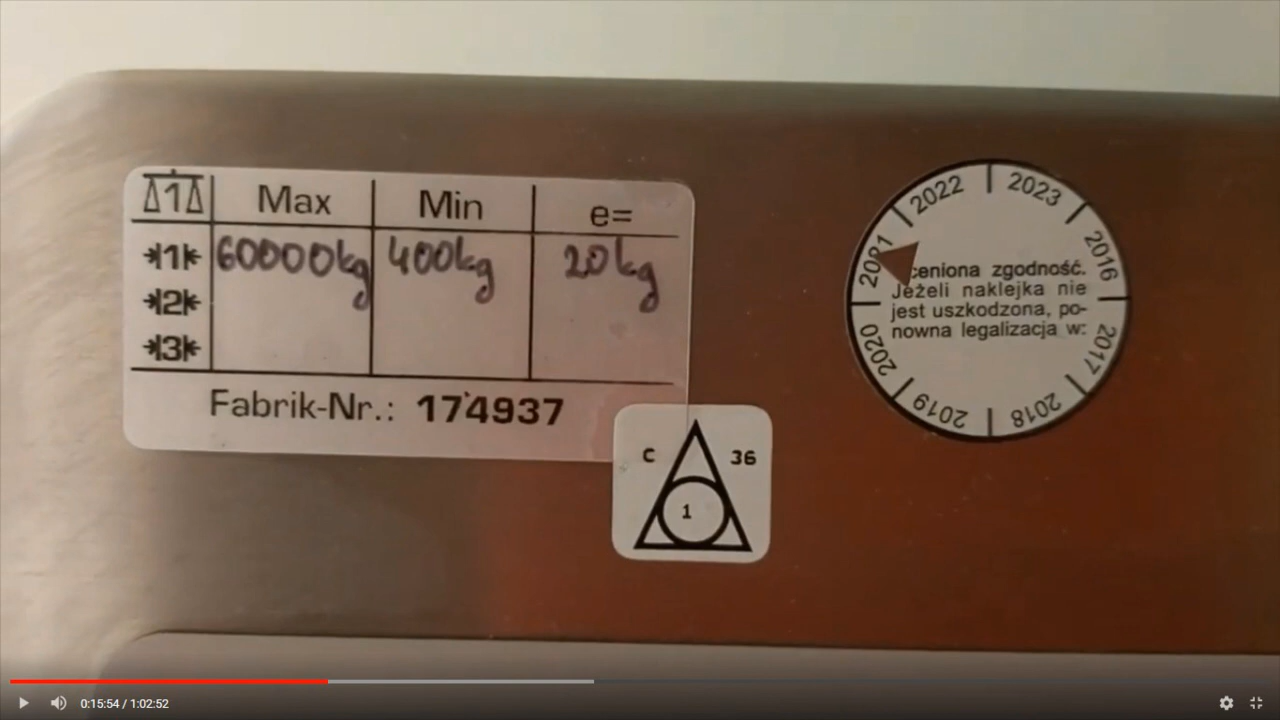 1 Max Min e=
1 60000kg 400kg 20kg
2
3
Fabrik-Nr.: 174937
C 36
1
2016
2017
2018
2019
2020
2021
2022
2023
zgodność.
Jeżeli naklejka nie
jest uszkodzona, po-
nowna legalizacja w:
0:15:54 / 1:02:52